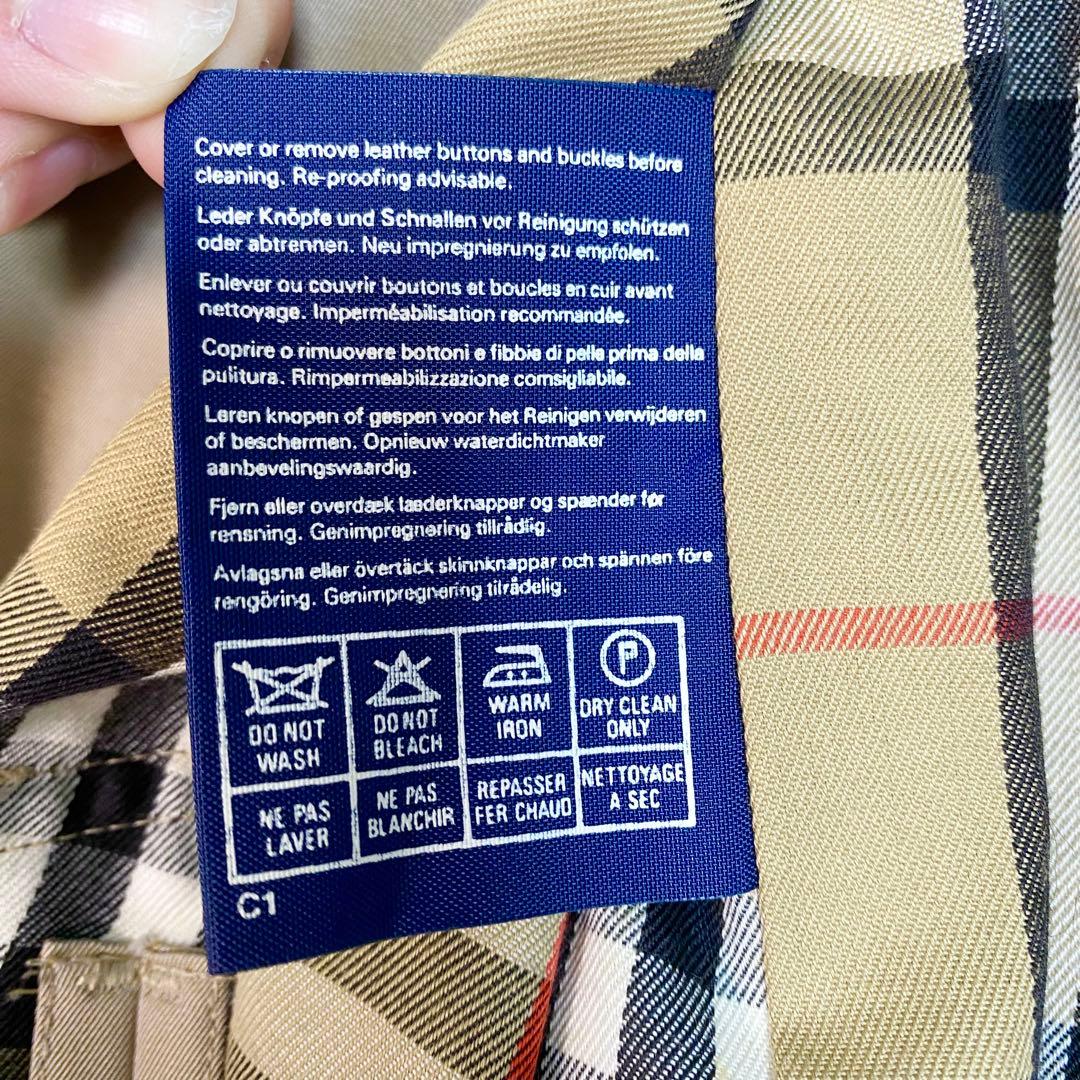 Cover or remove leather buttons and buckles before
cleaning. Re-proofing advisable.
Leder Knöpfe und Schnallen vor Reinigung schützen
oder abtrennen. Neu impregnierung zu empfolen.
Enlever ou couvrir boutons et boucles en cuir avant
nettoyage. Imperméabilisation recommandée.
Coprire o rimuovere bottoni e fibbie di pelle prima della
pulitura. Rimpermeabilizzazione comsigliabile.
Leren knopen of gespen voor het Reinigen verwijderen
of beschermen. Opnieuw waterdichtmaker
aanbevelingswaardig.
Fjern eller overdæk læderknapper og spænder før
rensning. Genimpregnering tillrådlig.
Avlagsna eller övertäck skinnknappar och spännen före
rengöring. Genimpregnering tilrådelig.
DO NOT
WASH
DO NOT
BLEACH
WARM
IRON
P
DRY CLEAN
ONLY
NE PAS
LAVER
NE PAS
BLANCHIR
REPASSER
FER CHAUD
NETTOYAGE
A SEC
C1